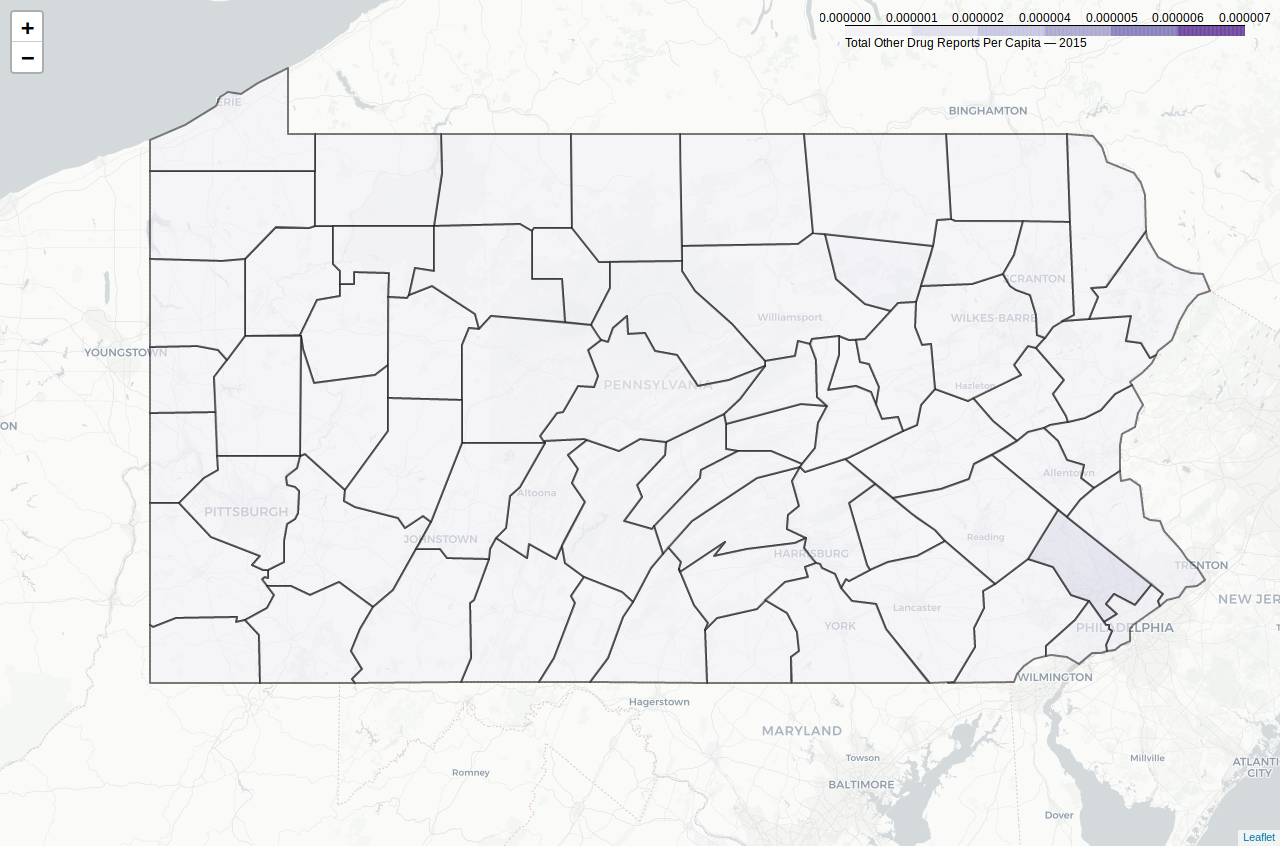 +
−
0.000000 0.000001 0.000002 0.000004 0.000005 0.000006 0.000007
Total Other Drug Reports Per Capita — 2015
ERIE
BINGHAMTON
SCRANTON
Williamsport
WILKES-BARRE
YOUNGSTOWN
PENNSYLVANIA
Hazleton
ON
Allentown
Altoona
PITTSBURGH
JOHNSTOWN
Reading
HARRISBURG
TRENTON
NEW JER
Lancaster
YORK
PHILADELPHIA
T
WILMINGTON
Hagerstown
MARYLAND
Towson
Millville
ATLANTI
CITY
Romney
BALTIMORE
Dover
Leaflet